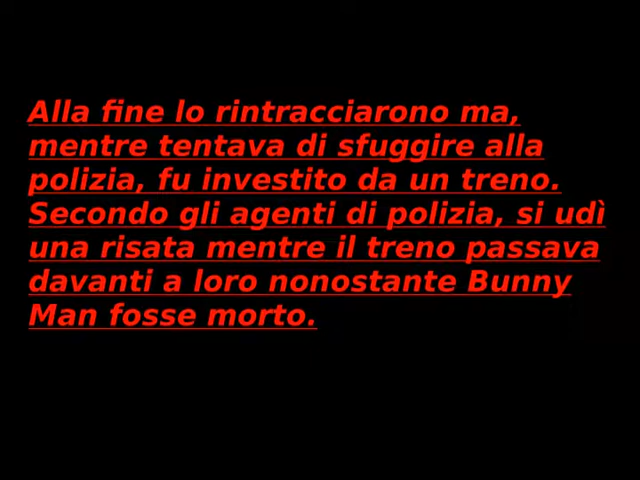 Alla fine lo rintracciarono ma,
mentre tentava di sfuggire alla
polizia, fu investito da un treno.
Secondo gli agenti di polizia, si udì
una risata mentre il treno passava
davanti a loro nonostante Bunny
Man fosse morto.